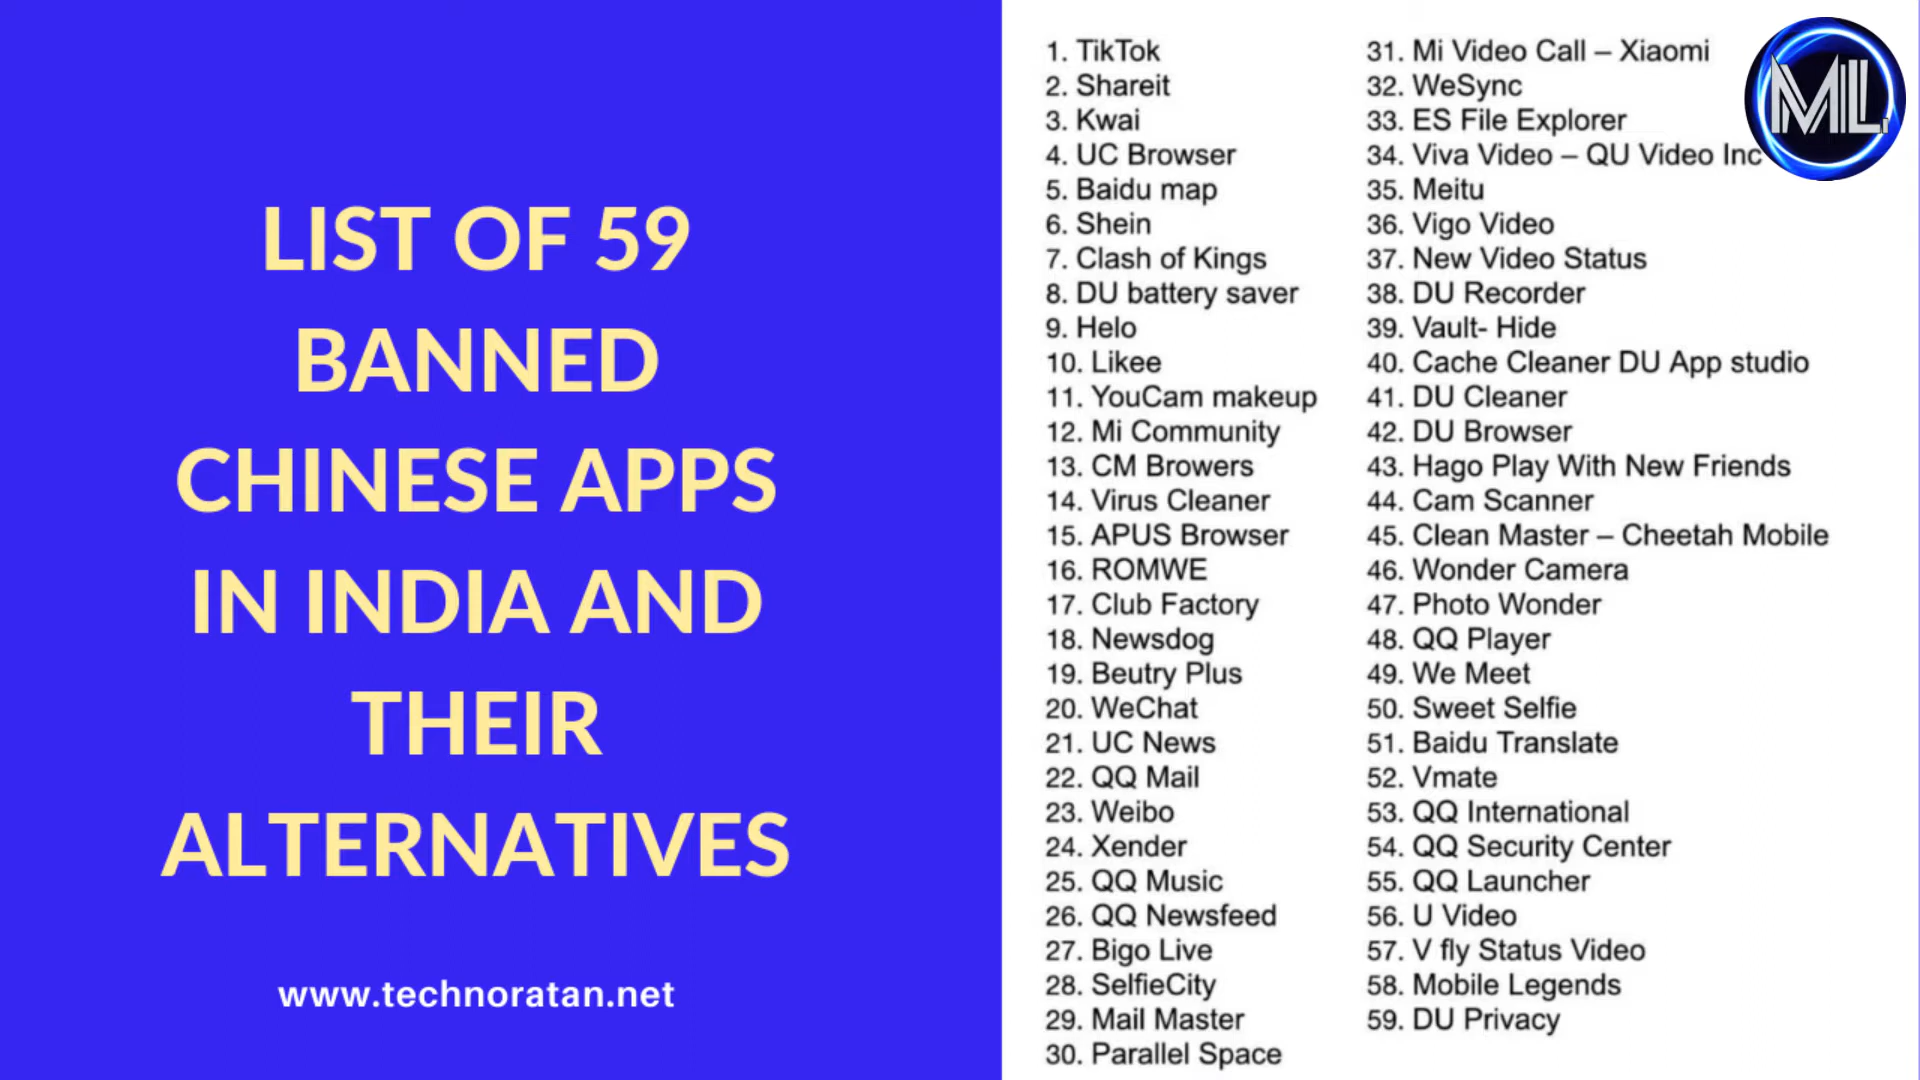 LIST OF 59
BANNED
CHINESE APPS
IN INDIA AND
THEIR
ALTERNATIVES
www.technoratan.net
1. TikTok
2. Shareit
3. Kwai
4. UC Browser
5. Baidu map
6. Shein
7. Clash of Kings
8. DU battery saver
9. Helo
10. Likee
11. YouCam makeup
12. Mi Community
13. CM Browers
14. Virus Cleaner
15. APUS Browser
16. ROMWE
17. Club Factory
18. Newsdog
19. Beutry Plus
20. WeChat
21. UC News
22. QQ Mail
23. Weibo
24. Xender
25. QQ Music
26. QQ Newsfeed
27. Bigo Live
28. SelfieCity
29. Mail Master
30. Parallel Space
31. Mi Video Call – Xiaomi
32. WeSync
33. ES File Explorer
34. Viva Video – QU Video Inc
35. Meitu
36. Vigo Video
37. New Video Status
38. DU Recorder
39. Vault- Hide
40. Cache Cleaner DU App studio
41. DU Cleaner
42. DU Browser
43. Hago Play With New Friends
44. Cam Scanner
45. Clean Master – Cheetah Mobile
46. Wonder Camera
47. Photo Wonder
48. QQ Player
49. We Meet
50. Sweet Selfie
51. Baidu Translate
52. Vmate
53. QQ International
54. QQ Security Center
55. QQ Launcher
56. U Video
57. V fly Status Video
58. Mobile Legends
59. DU Privacy